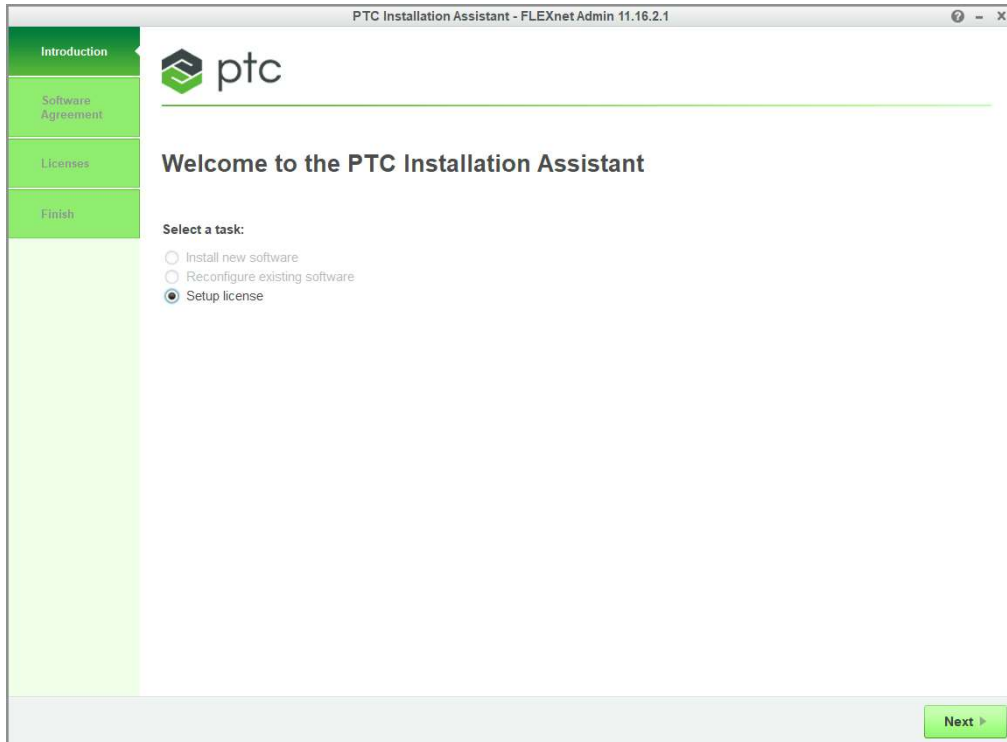 PTC Installation Assistant - FLEXnet Admin 11.16.2.1
Introduction
Software
Agreement
Licenses
Finish
ptc
Welcome to the PTC Installation Assistant
Select a task:
Install new software
Reconfigure existing software
Setup license
Next